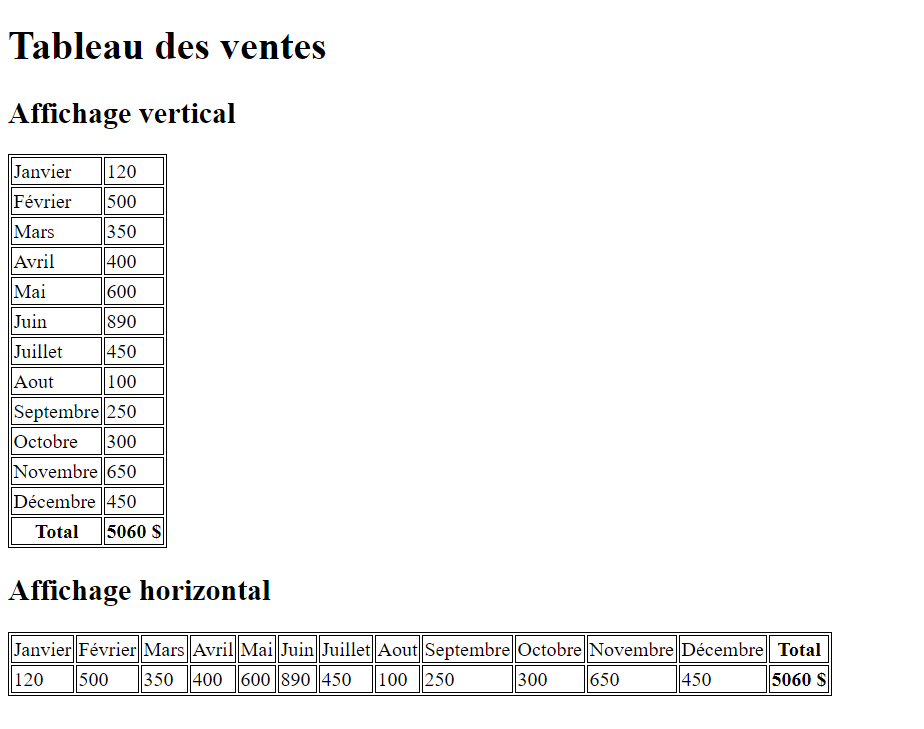 Tableau des ventes
Affichage vertical
Janvier 120
Février 500
Mars 350
Avril 400
Mai 600
Juin 890
Juillet 450
Aout 100
Septembre 250
Octobre 300
Novembre 650
Décembre 450
Total 5060 $
Affichage horizontal
Janvier Février Mars Avril Mai Juin Juillet Aout Septembre Octobre Novembre Décembre Total
120 500 350 400 600 890 450 100 250 300 650 450 5060 $